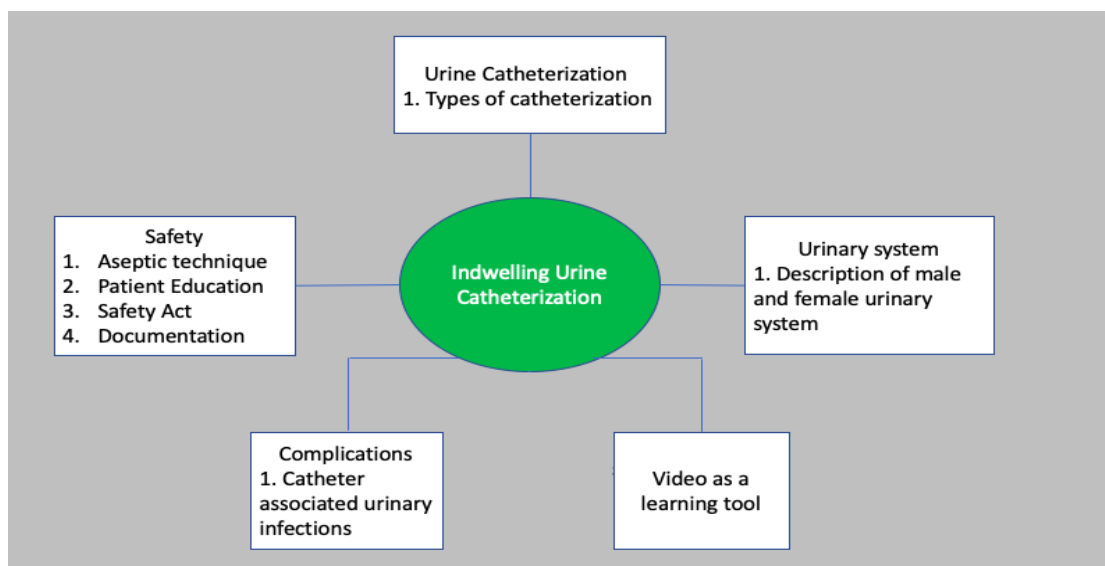 Urine Catheterization
1. Types of catheterization
Safety
1. Aseptic technique
2. Patient Education
3. Safety Act
4. Documentation
Indwelling Urine
Catheterization
Urinary system
1. Description of male
and female urinary
system
Complications
1. Catheter
associated urinary
infections
Video as a
learning tool